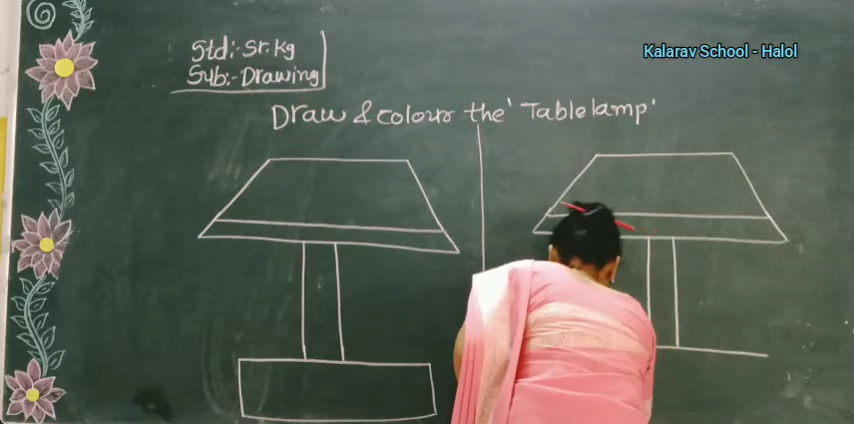 Std:- Sr. Kg
Sub:- Drawing
Kalarav School - Halol
Draw & colour the 'Table lamp'